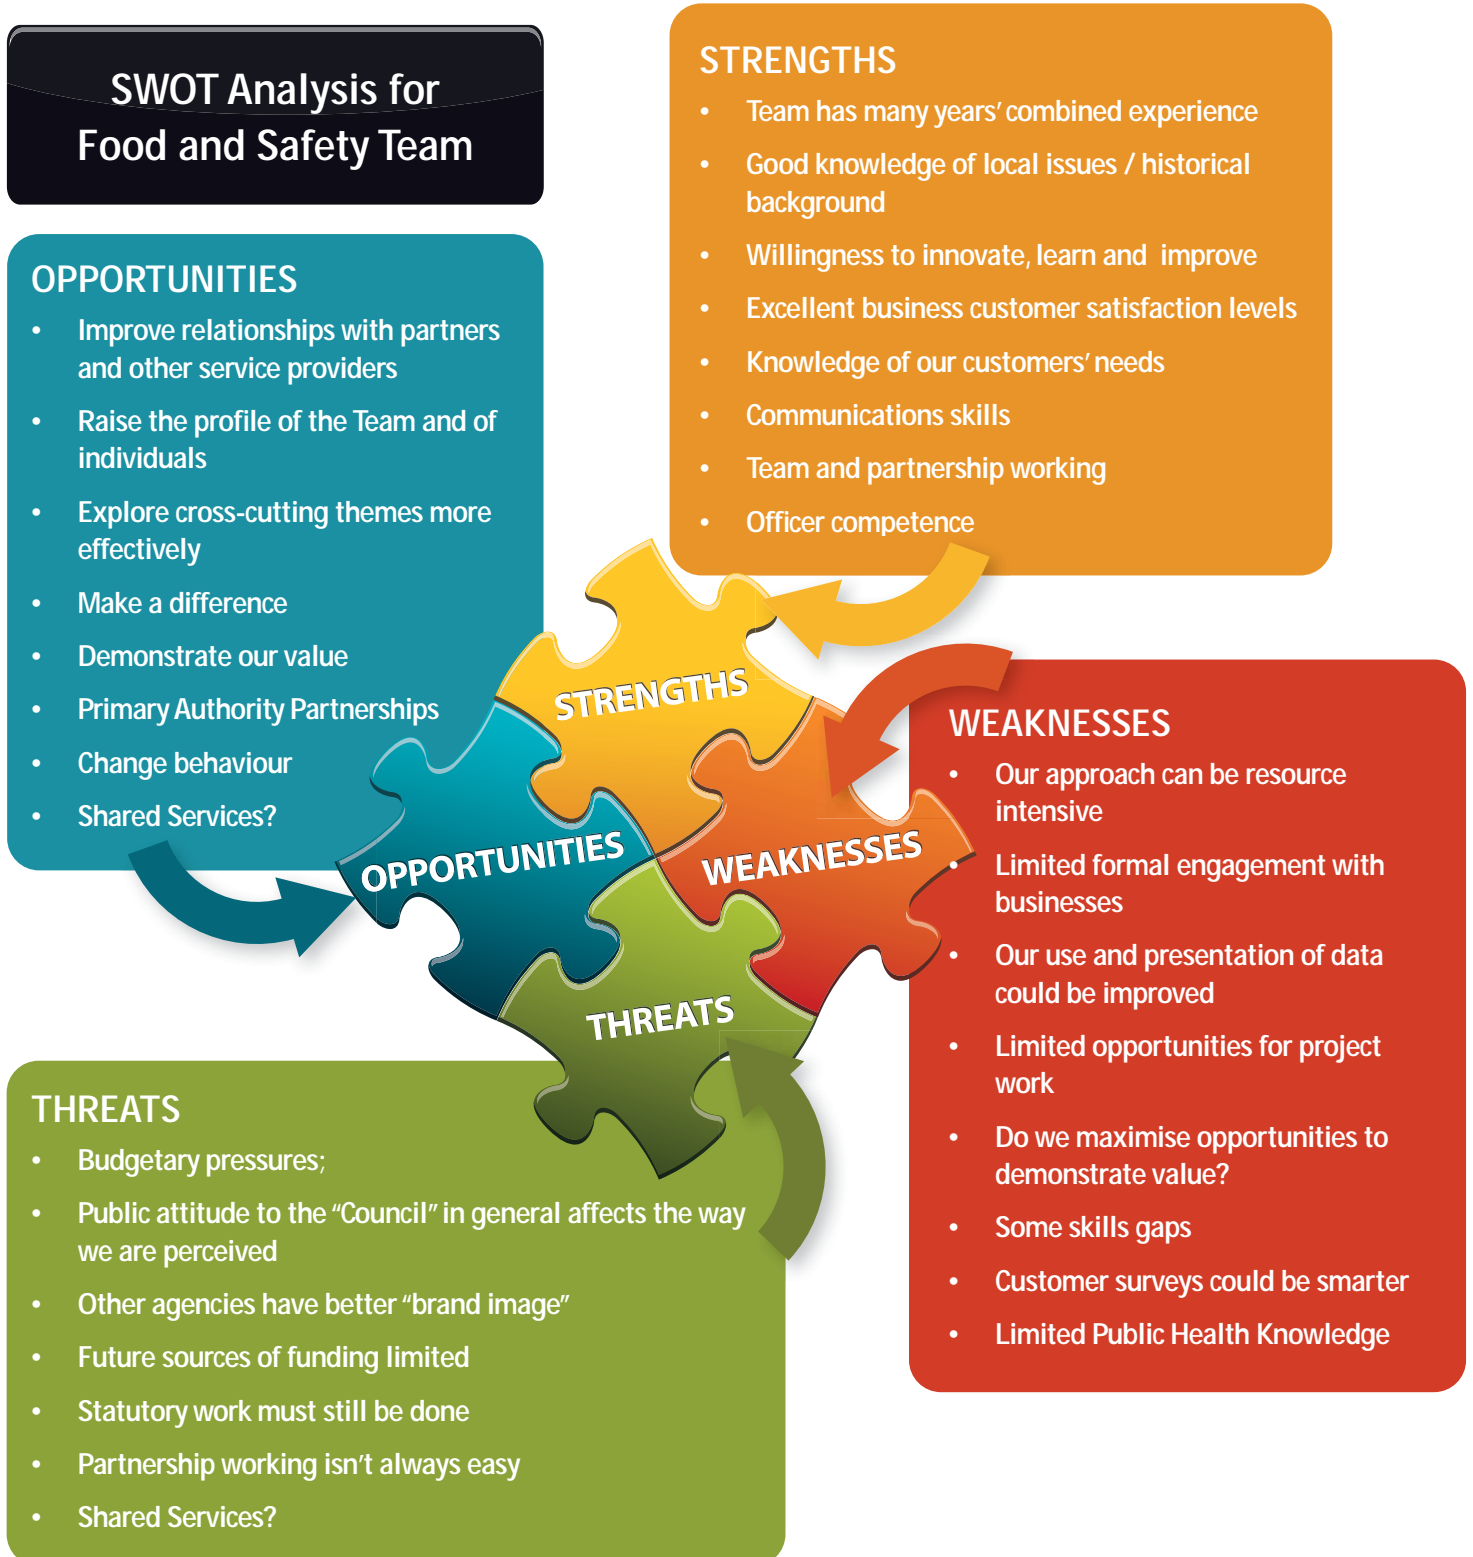 SWOT Analysis for
Food and Safety Team
STRENGTHS
• Team has many years’ combined experience
• Good knowledge of local issues / historical
background
• Willingness to innovate, learn and improve
• Excellent business customer satisfaction levels
• Knowledge of our customers’ needs
• Communications skills
• Team and partnership working
• Officer competence
OPPORTUNITIES
• Improve relationships with partners
and other service providers
• Raise the profile of the Team and of
individuals
• Explore cross-cutting themes more
effectively
• Make a difference
• Demonstrate our value
• Primary Authority Partnerships
• Change behaviour
• Shared Services?
STRENGTHS
OPPORTUNITIES
WEAKNESSES
THREATS
WEAKNESSES
• Our approach can be resource
intensive
• Limited formal engagement with
businesses
• Our use and presentation of data
could be improved
• Limited opportunities for project
work
• Do we maximise opportunities to
demonstrate value?
• Some skills gaps
• Customer surveys could be smarter
• Limited Public Health Knowledge
THREATS
• Budgetary pressures;
• Public attitude to the “Council” in general affects the way
we are perceived
• Other agencies have better “brand image”
• Future sources of funding limited
• Statutory work must still be done
• Partnership working isn’t always easy
• Shared Services?